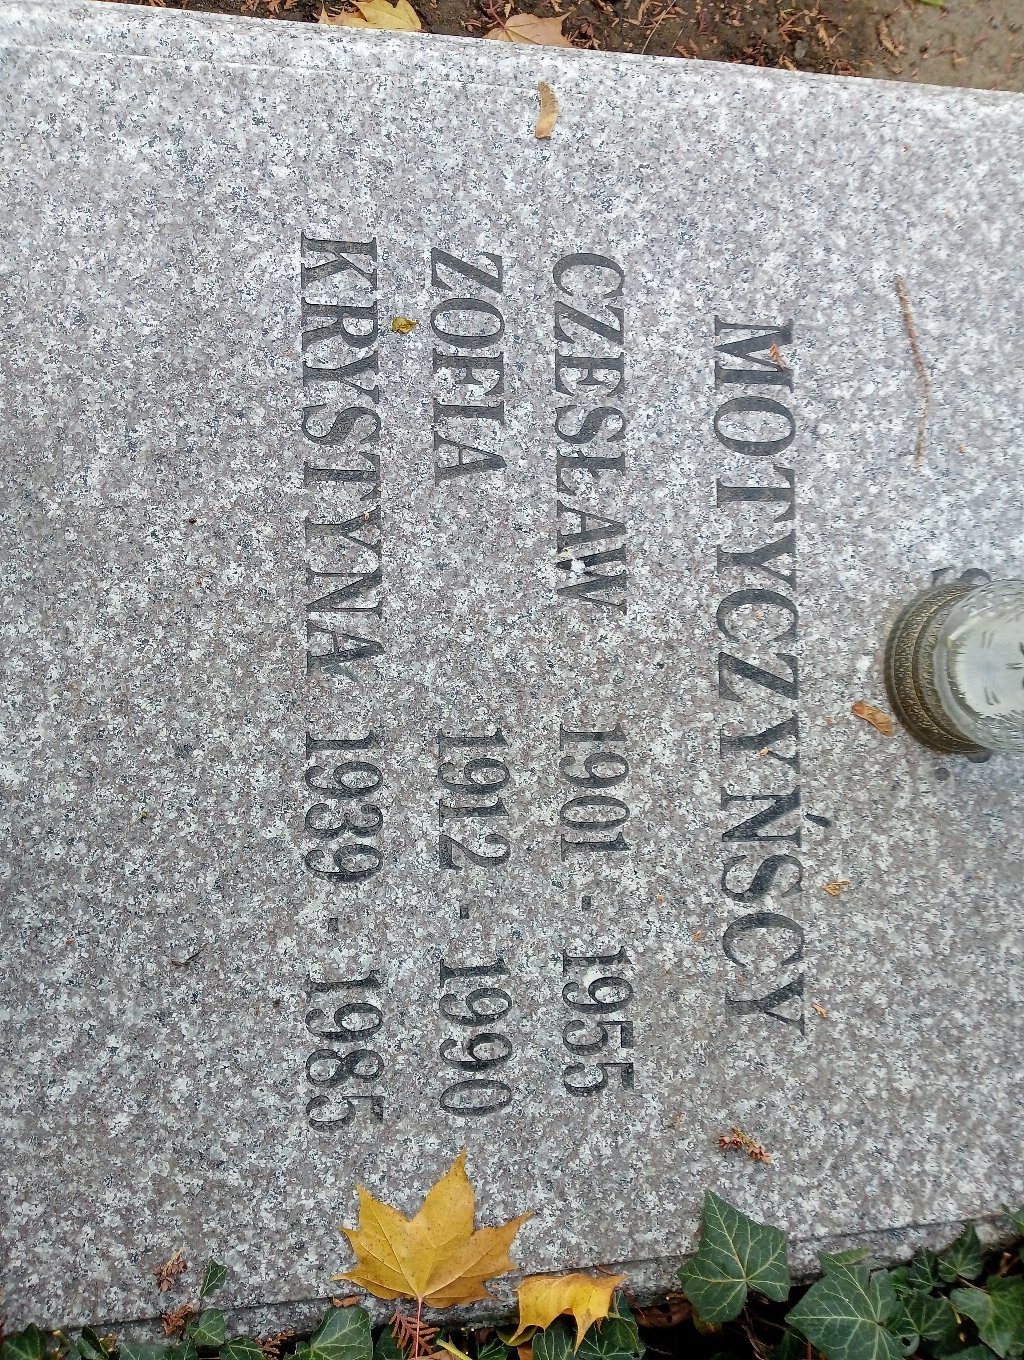 MOTYCZYŃSCY
CZESŁAW 1901 - 1955
ZOFIA 1912 - 1990
KRYSTYNA 1939 - 1985